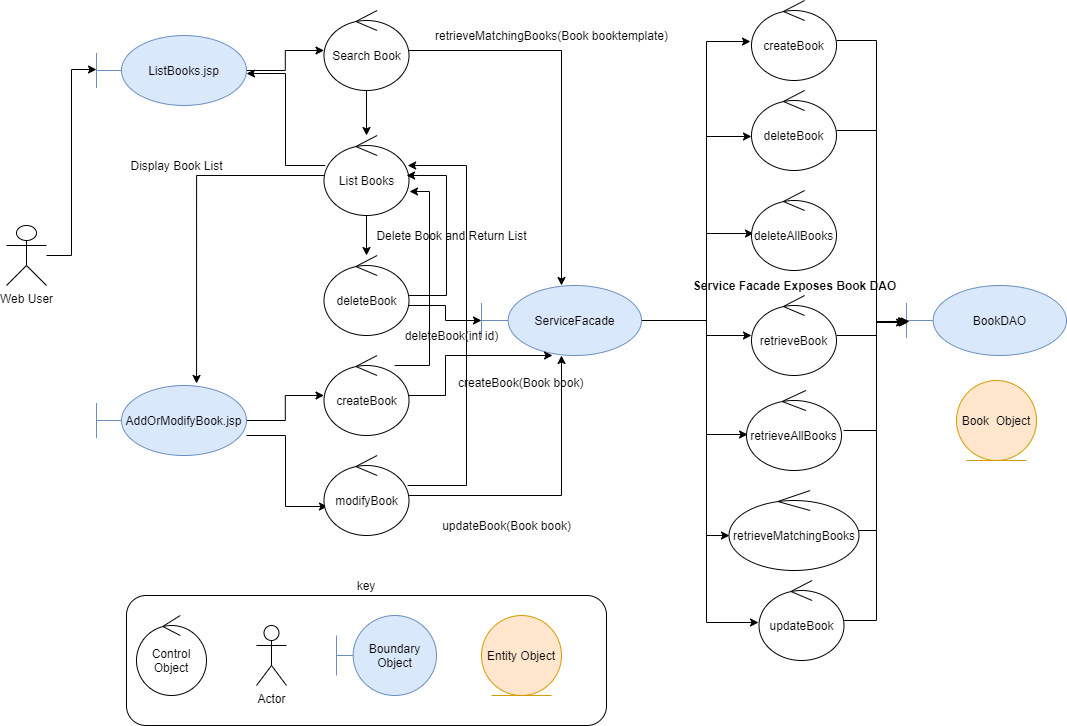 Search Book
retrieveMatchingBooks(Book booktemplate)
createBook
ListBooks.jsp
deleteBook
Display Book List
List Books
Delete Book and Return List
deleteAllBooks
Web User
deleteBook
Service Facade Exposes Book DAO
ServiceFacade
BookDAO
deleteBook(int id)
retrieveBook
createBook(Book book)
createBook
AddOrModifyBook.jsp
Book  Object
retrieveAllBooks
modifyBook
updateBook(Book book)
retrieveMatchingBooks
updateBook
key
Control
Object
Actor
Boundary
Object
Entity Object